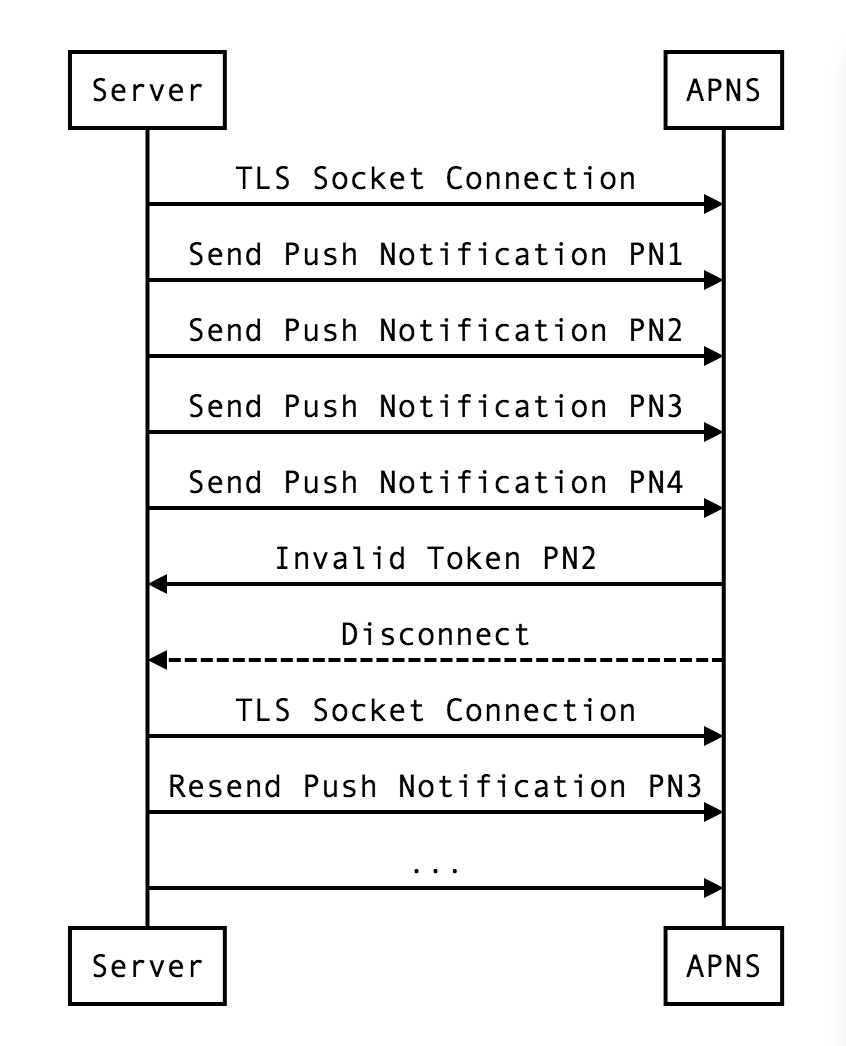 Server
APNS
TLS Socket Connection
Send Push Notification PN1
Send Push Notification PN2
Send Push Notification PN3
Send Push Notification PN4
Invalid Token PN2
Disconnect
TLS Socket Connection
Resend Push Notification PN3
...
Server
APNS